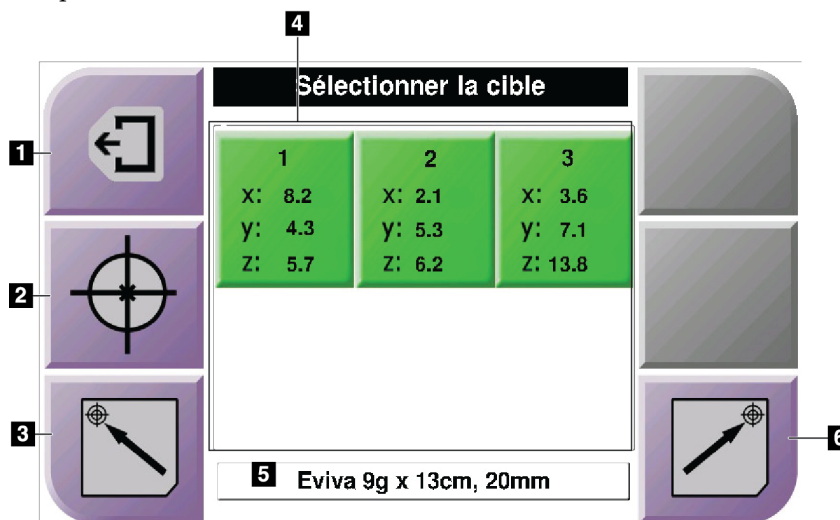 4
Sélectionner la cible
1
1 2 3
x: 8.2 x: 2.1 x: 3.6
y: 4.3 y: 5.3 y: 7.1
z: 5.7 z: 6.2 z: 13.8
2
3
6
5 Eviva 9g x 13cm, 20mm